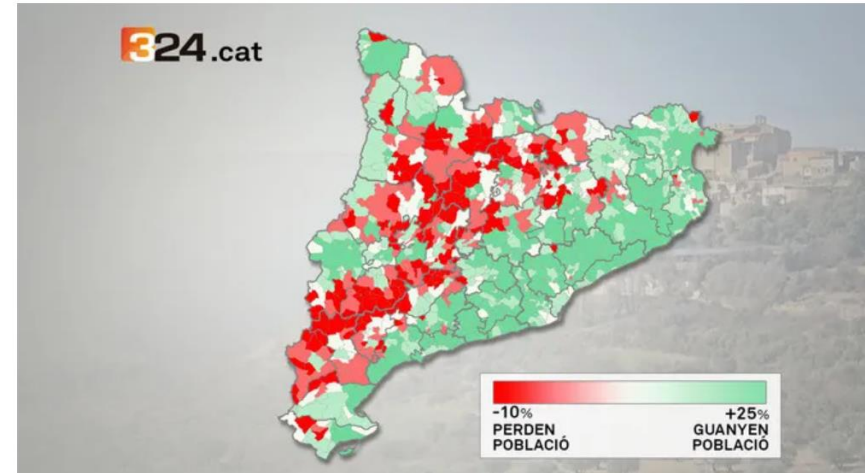 324.cat
-10%
PERDEN
POBLACIÓ
+25%
GUANYEN
POBLACIÓ